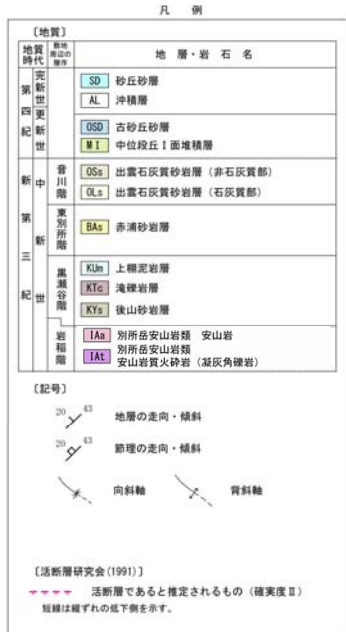 凡 例
〔地質〕
地質時代 敷地周辺の層序 地層・岩石名
第四紀 完新世 SD 砂丘砂層
AL 沖積層
更新世 OSD 古砂丘砂層
MⅠ 中位段丘Ⅰ面堆積層
新第三紀 中新世 音川階 OSs 出雲石灰質砂岩層（非石灰質部）
OLs 出雲石灰質砂岩層（石灰質部）
東別所階 BAs 赤浦砂岩層
黒瀬谷階 KUm 上棚泥岩層
KTc 滝礫岩層
KYs 後山砂岩層
岩稲階 IAa 別所岳安山岩類 安山岩
IAt 別所岳安山岩類
安山岩質火砕岩（凝灰角礫岩）
〔記号〕
20 43 地層の走向・傾斜
20 43 節理の走向・傾斜
向斜軸 背斜軸
〔活断層研究会(1991)〕
活断層であると推定されるもの（確実度Ⅱ）
短線は縦ずれの低下側を示す。